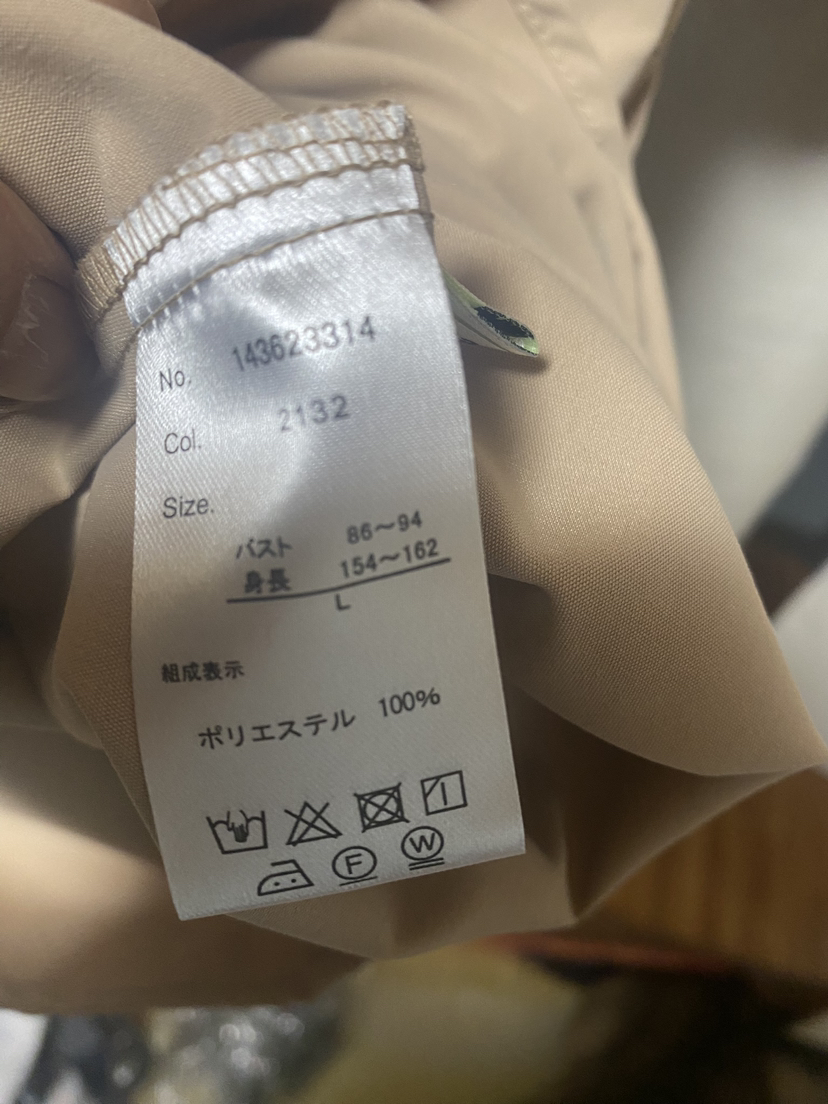 No. 143623314
Col. 2132
Size.
バスト 86～94
身長 154～162
L
組成表示
ポリエステル 100%
F
W